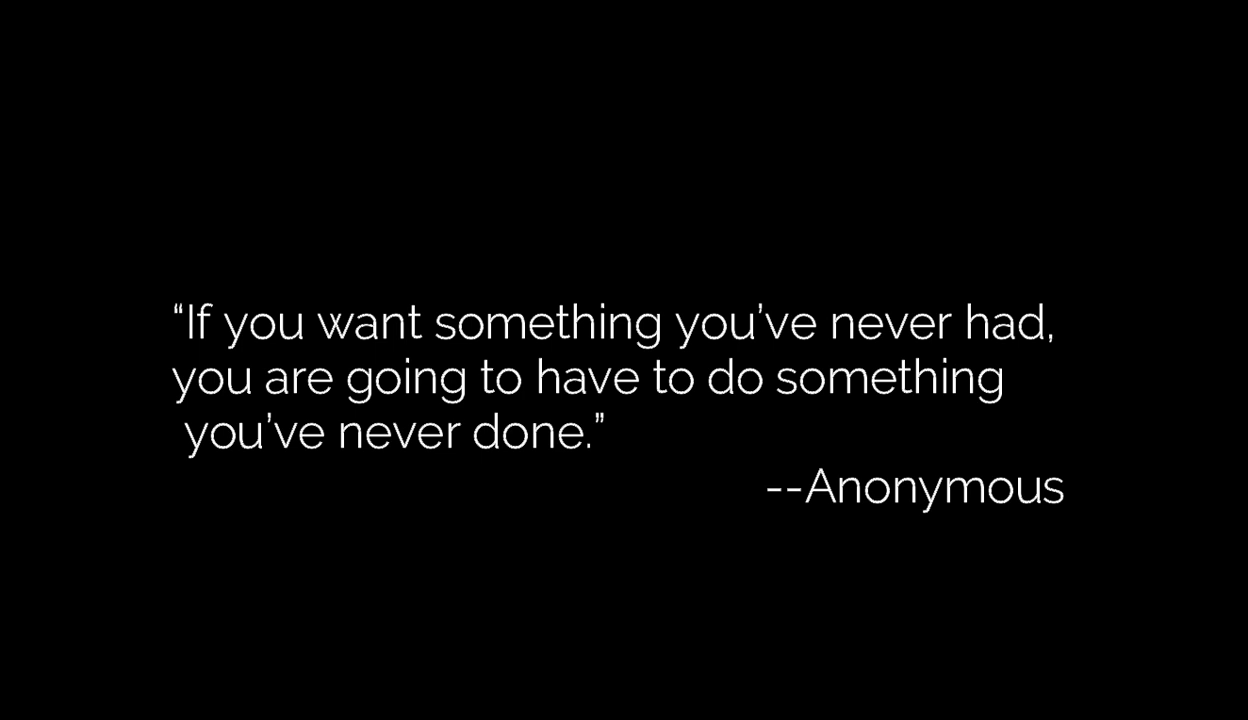 “If you want something you’ve never had,
you are going to have to do something
you’ve never done.”
--Anonymous